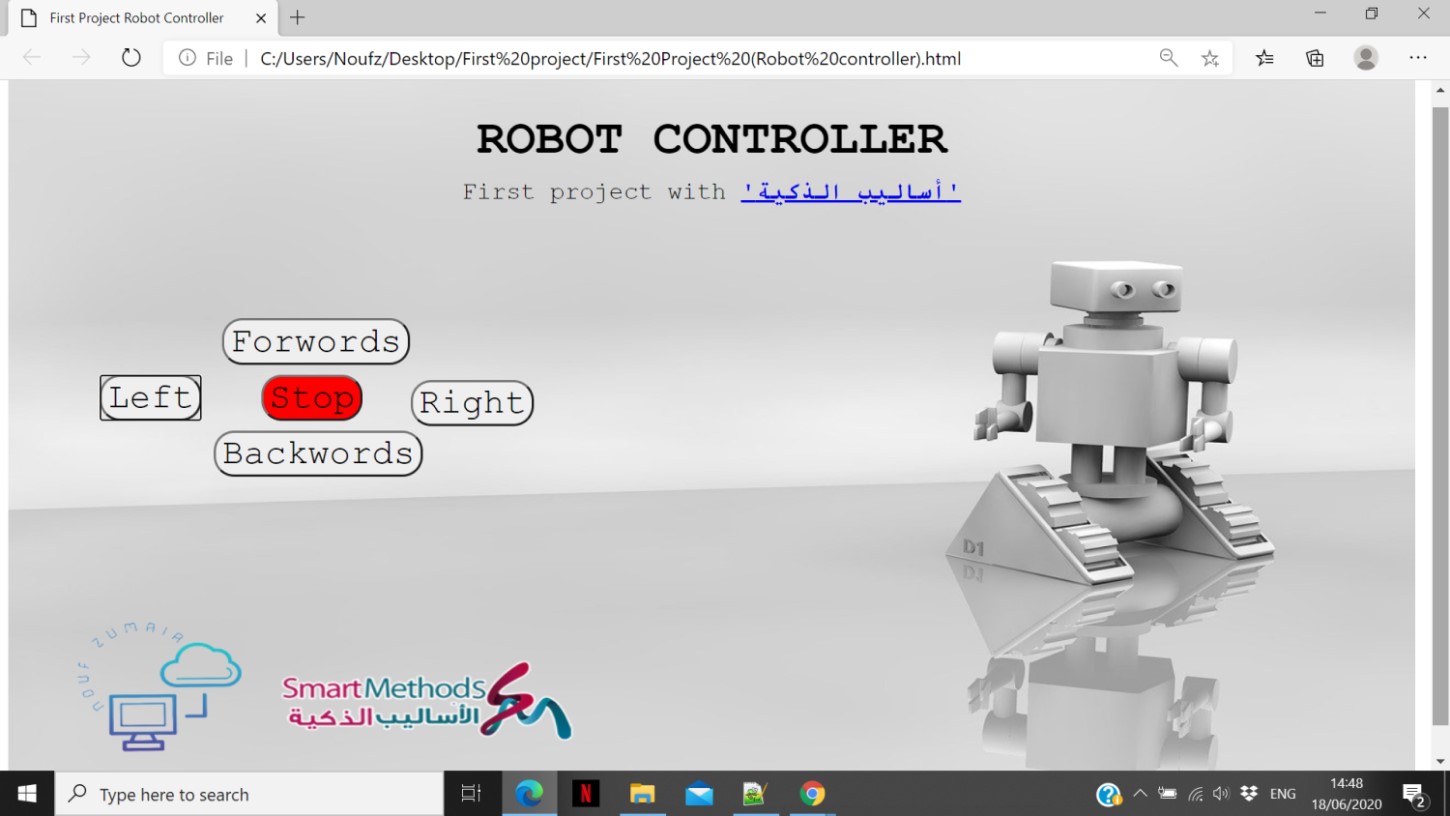 First Project Robot Controller
File | C:/Users/Noufz/Desktop/First%20project/First%20Project%20(Robot%20controller).html
ROBOT CONTROLLER
First project with 'أساليب الذكية'
Forwords
Left Stop Right
Backwords
D1
NOUF ZUMAIA
SmartMethods
الأساليب الذكية
Type here to search
N
ENG
14:48
18/06/2020
2